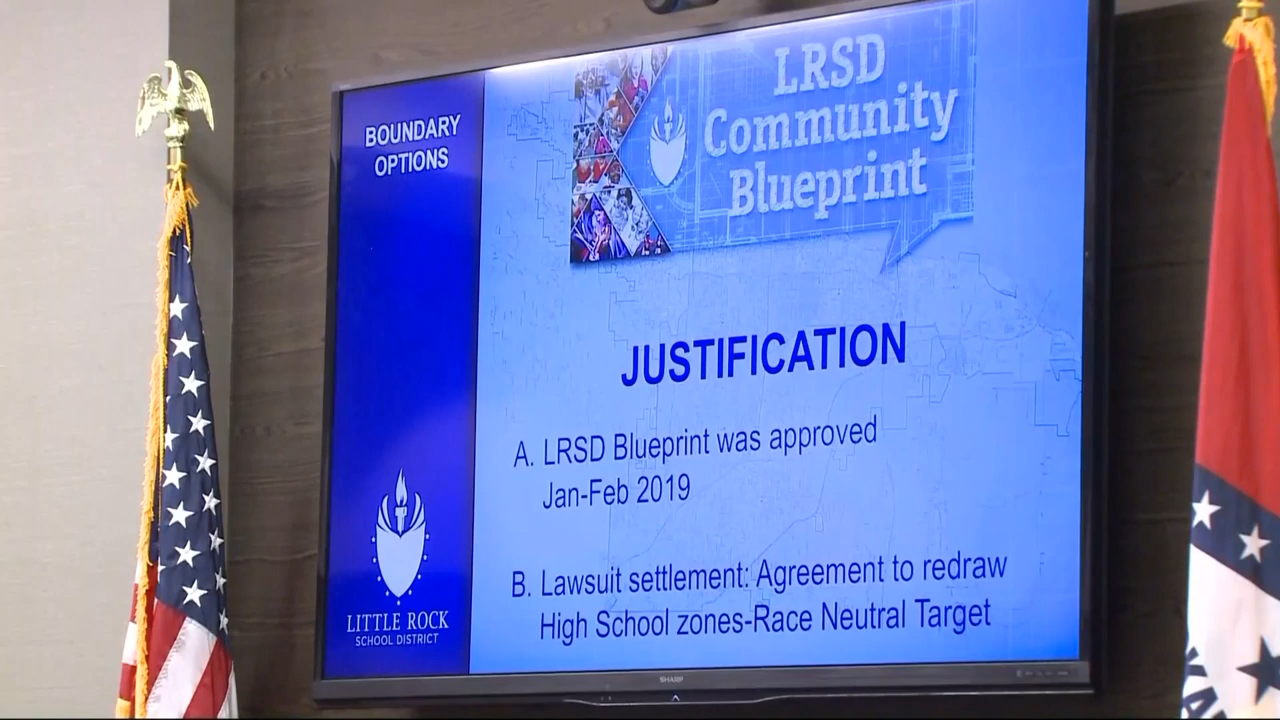 BOUNDARY
OPTIONS
LRSD
Community
Blueprint
JUSTIFICATION
A. LRSD Blueprint was approved
Jan-Feb 2019
B. Lawsuit settlement: Agreement to redraw
High School zones-Race Neutral Target
LITTLE ROCK
SCHOOL DISTRICT
SHARP